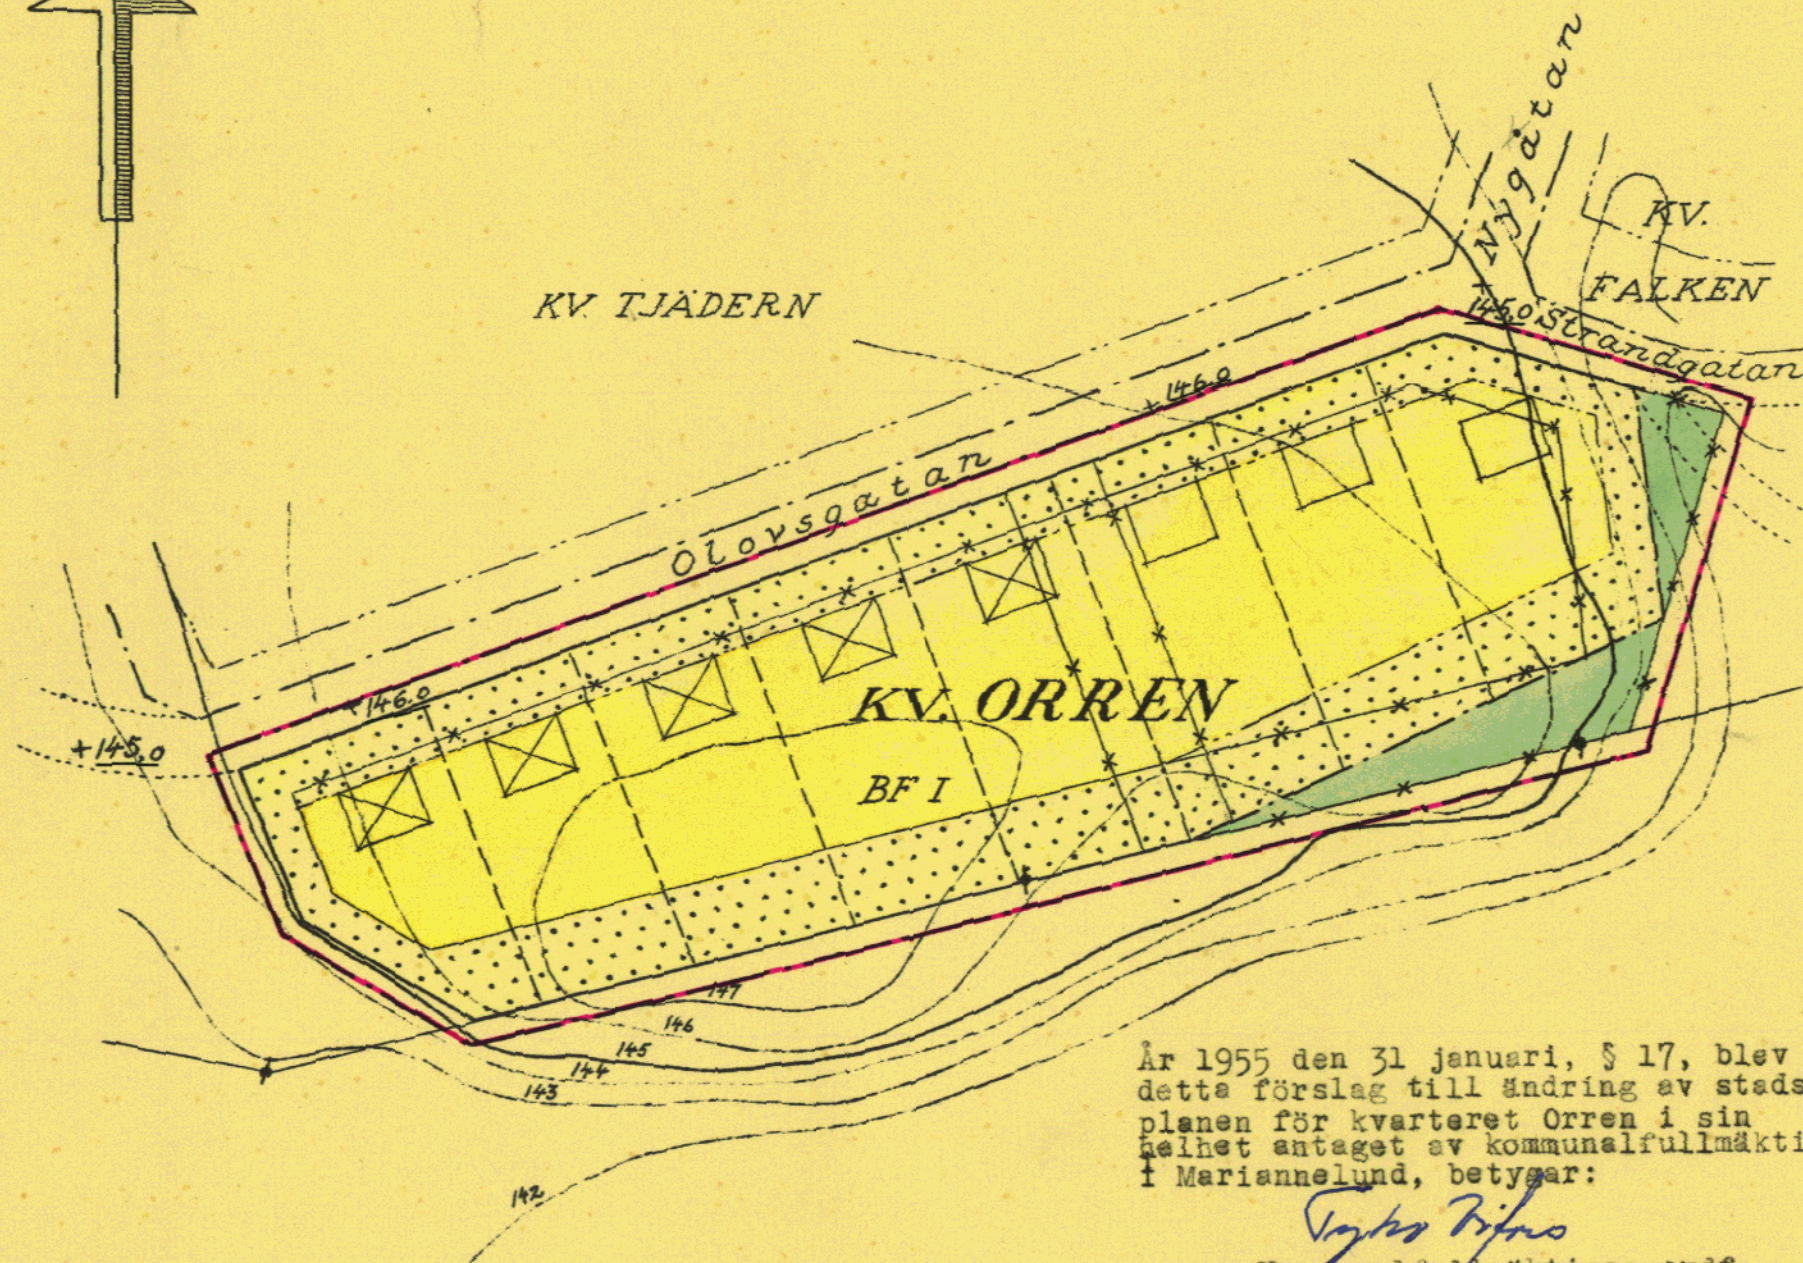 Nygatan
KV.
FALKEN
KV. TJÄDERN
145,0
Strandgatan
146.0
Olovsgatan
KV. ORREN
146.0
+145,0
BF I
147
146
145
144
143
142
År 1955 den 31 januari, § 17, blev
detta förslag till ändring av stads
planen för kvarteret Orren i sin
helhet antaget av kommunalfullmäkti
i Mariannelund, betygar: